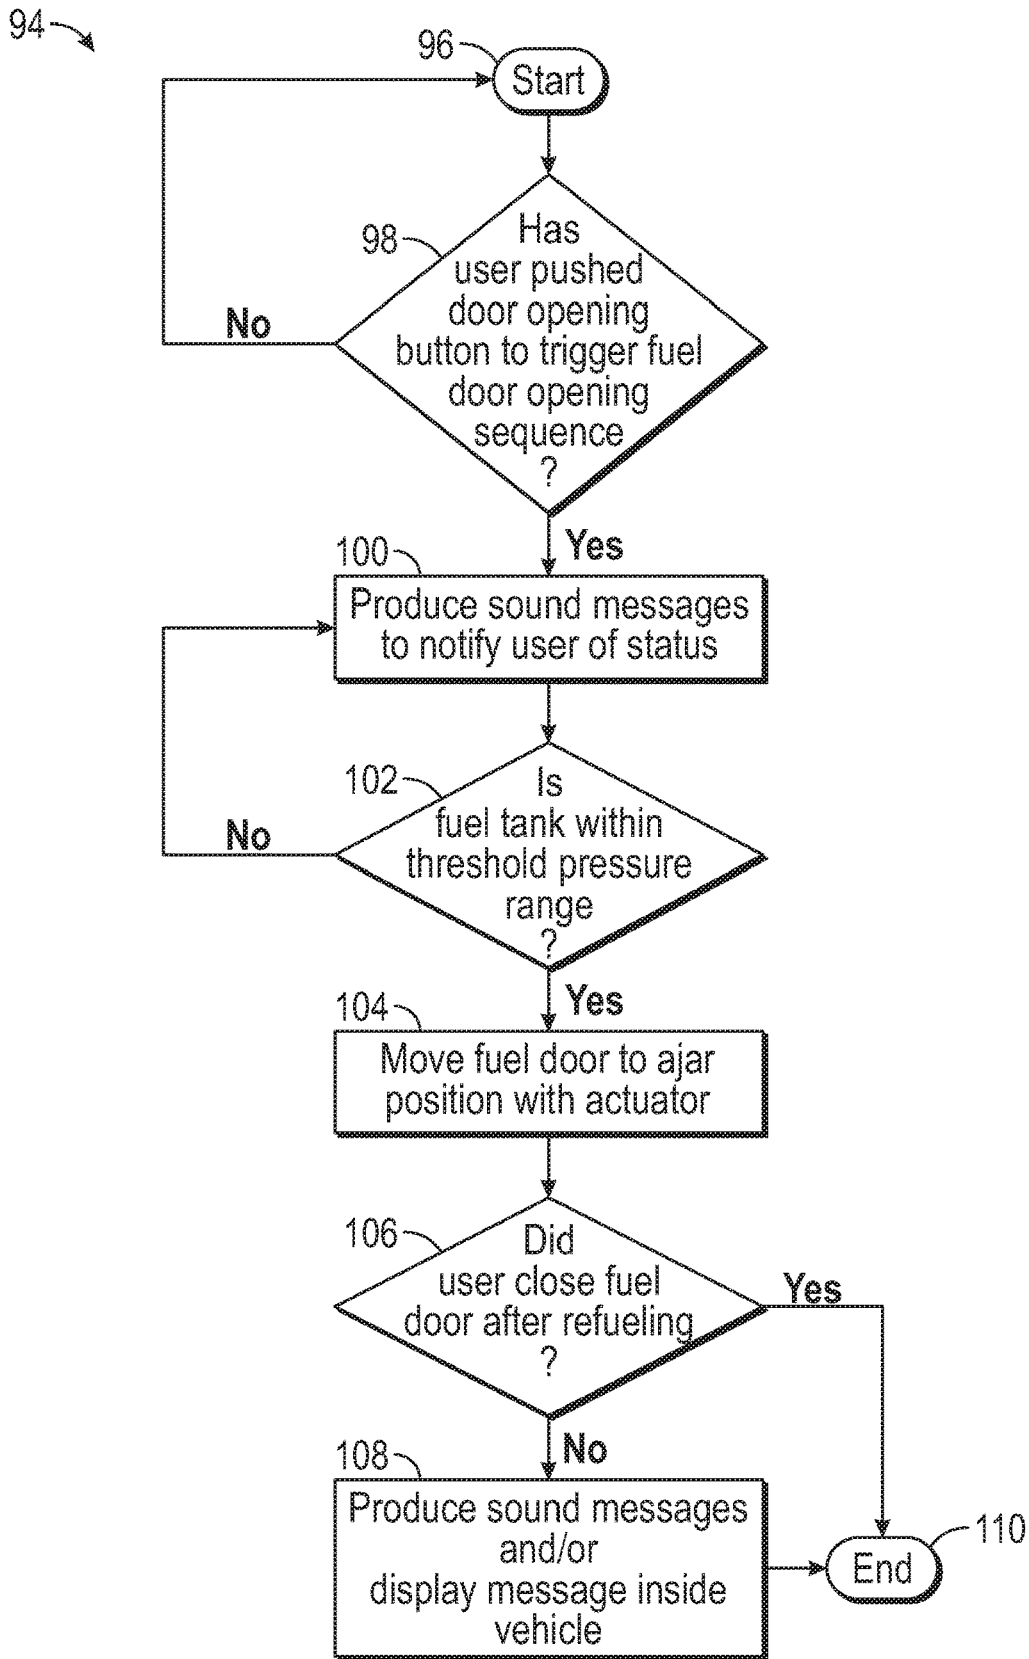 94
96
Start
98
Has
user pushed
door opening
button to trigger fuel
door opening
sequence
?
No
Yes
100
Produce sound messages
to notify user of status
102
Is
fuel tank within
threshold pressure
range
?
No
Yes
104
Move fuel door to ajar
position with actuator
106
Did
user close fuel
door after refueling
?
Yes
No
108
Produce sound messages
and/or
display message inside
vehicle
110
End